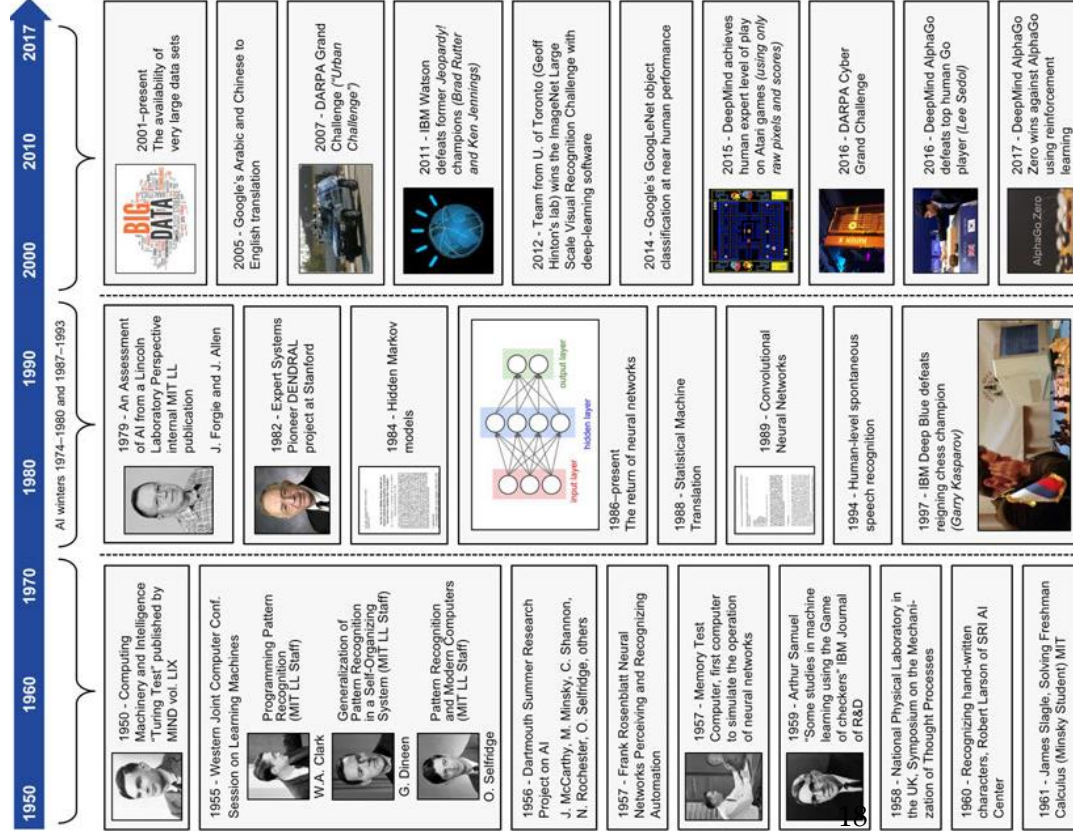 1950
1960
1970
1980
1990
2000
2010
2017
AI winters 1974–1980 and 1987–1993
1950 - Computing
Machinery and Intelligence
"Turing Test" published by
MIND vol. LIX
1955 - Western Joint Computer Conf.
Session on Learning Machines
Programming Pattern
Recognition
(MIT LL Staff)
W.A. Clark
Generalization of
Pattern Recognition
in a Self-Organizing
System (MIT LL Staff)
G. Dineen
Pattern Recognition
and Modern Computers
(MIT LL Staff)
O. Selfridge
1956 - Dartmouth Summer Research
Project on AI
J. McCarthy, M. Minsky, C. Shannon,
N. Rochester, O. Selfridge, others
1957 - Frank Rosenblatt Neural
Networks Perceiving and Recognizing
Automation
1957 - Memory Test
Computer, first computer
to simulate the operation
of neural networks
1959 - Arthur Samuel
"Some studies in machine
learning using the Game
of checkers" IBM Journal
of R&D
1958 - National Physical Laboratory in
the UK, Symposium on the Mechani-
zation of Thought Processes
1960 - Recognizing hand-written
characters, Robert Larson of SRI AI
Center
1961 - James Slagle, Solving Freshman
Calculus (Minsky Student) MIT
1979 - An Assessment
of AI from a Lincoln
Laboratory Perspective
internal MIT LL
publication
J. Forgie and J. Allen
1982 - Expert Systems
Pioneer DENDRAL
project at Stanford
1984 - Hidden Markov
models
input layer
hidden layer
output layer
1986–present
The return of neural networks
1988 - Statistical Machine
Translation
1989 - Convolutional
Neural Networks
1994 - Human-level spontaneous
speech recognition
1997 - IBM Deep Blue defeats
reigning chess champion
(Garry Kasparov)
BIG
DATA
2001–present
The availability of
very large data sets
2005 - Google's Arabic and Chinese to
English translation
2007 - DARPA Grand
Challenge ("Urban
Challenge")
2011 - IBM Watson
defeats former Jeopardy!
champions (Brad Rutter
and Ken Jennings)
2012 - Team from U. of Toronto (Geoff
Hinton's lab) wins the ImageNet Large
Scale Visual Recognition Challenge with
deep-learning software
2014 - Google's GoogLeNet object
classification at near human performance
2015 - DeepMind achieves
human expert level of play
on Atari games (using only
raw pixels and scores)
2016 - DARPA Cyber
Grand Challenge
2016 - DeepMind AlphaGo
defeats top human Go
player (Lee Sedol)
AlphaGo Zero
2017 - DeepMind AlphaGo
Zero wins against AlphaGo
using reinforcement
learning
18